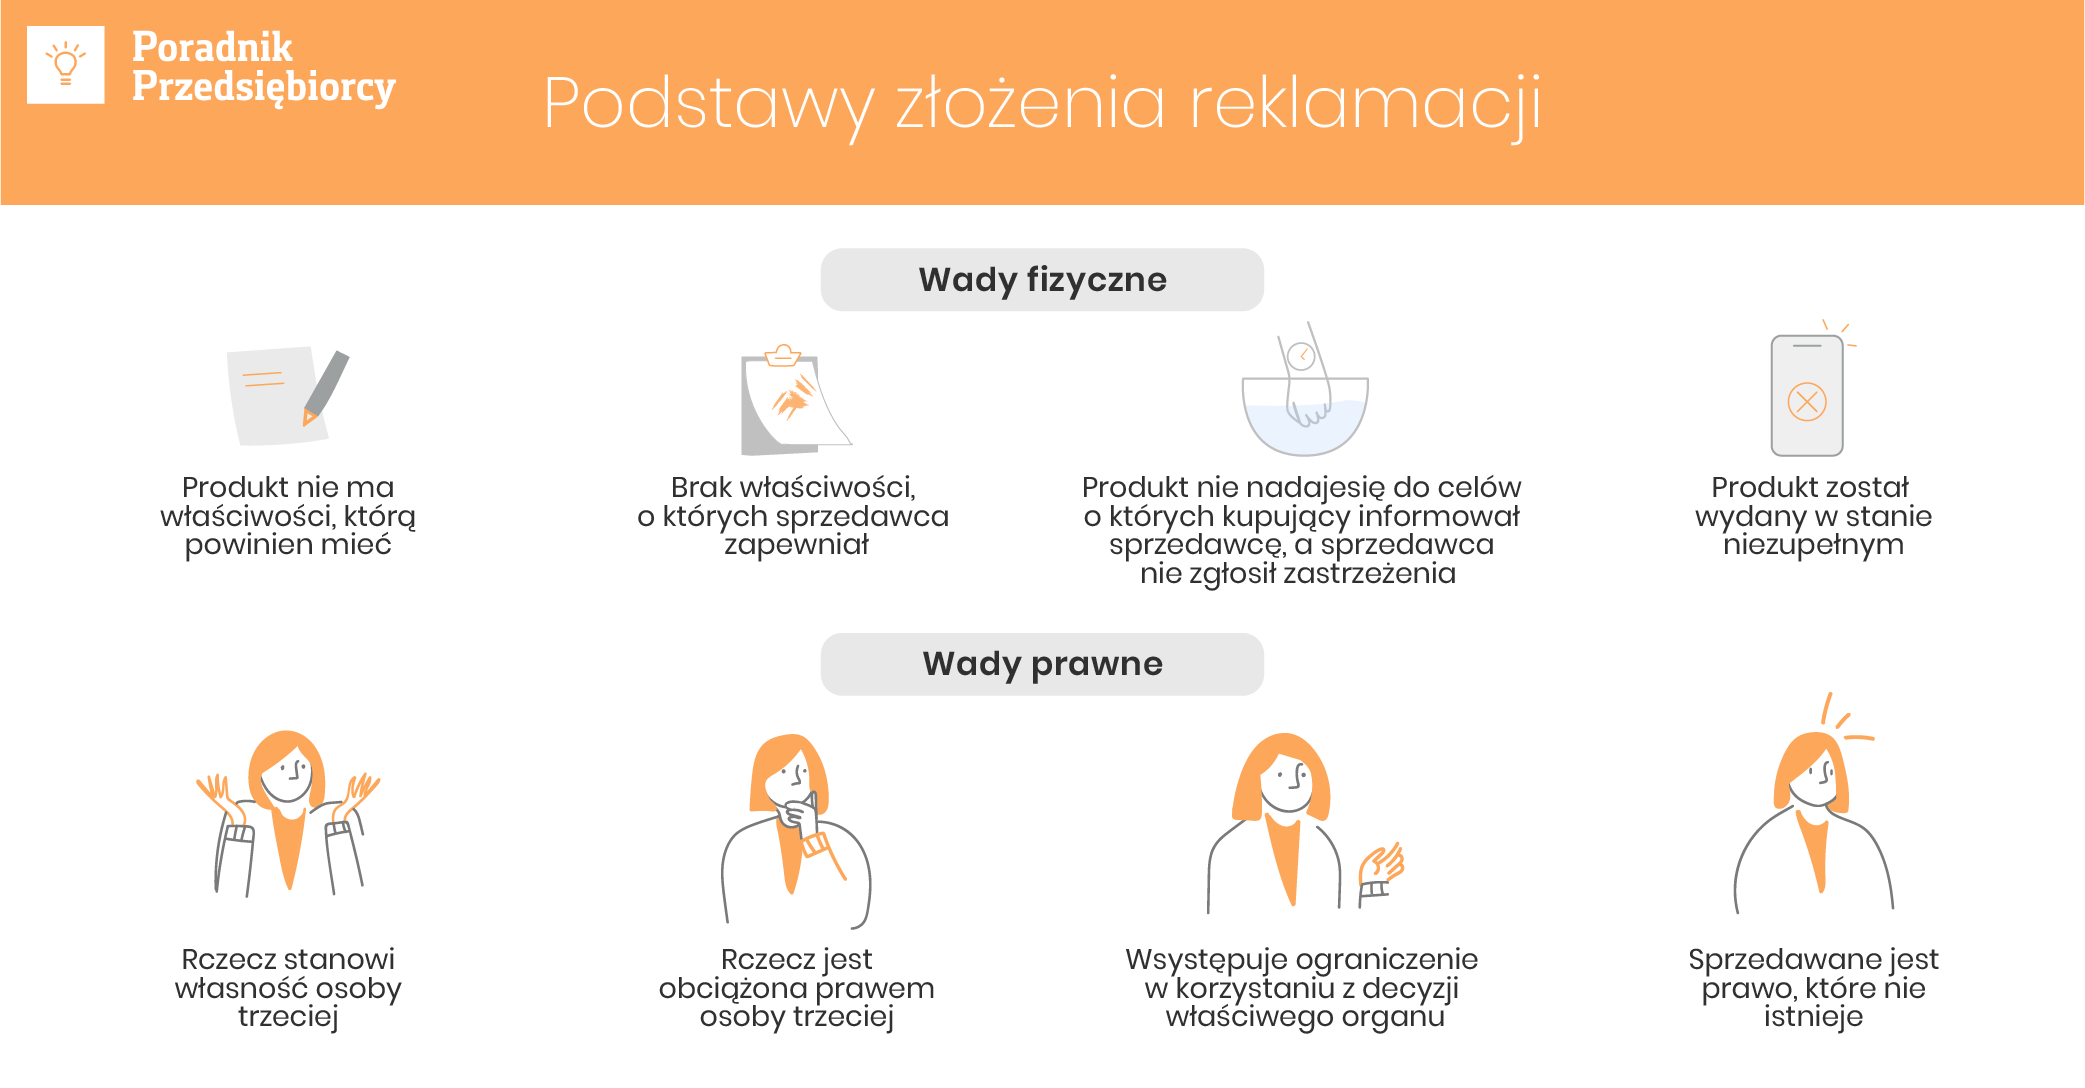 Poradnik
Przedsiębiorcy
Podstawy złożenia reklamacji
Wady fizyczne
Produkt nie ma
właściwości, którą
powinien mieć
Brak właściwości,
o których sprzedawca
zapewniał
Produkt nie nadajesię do celów
o których kupujący informował
sprzedawcę, a sprzedawca
nie zgłosił zastrzeżenia
Produkt został
wydany w stanie
niezupełnym
Wady prawne
Rczecz stanowi
własność osoby
trzeciej
Rczecz jest
obciążona prawem
osoby trzeciej
Wsystępuje ograniczenie
w korzystaniu z decyzji
właściwego organu
Sprzedawane jest
prawo, które nie
istnieje